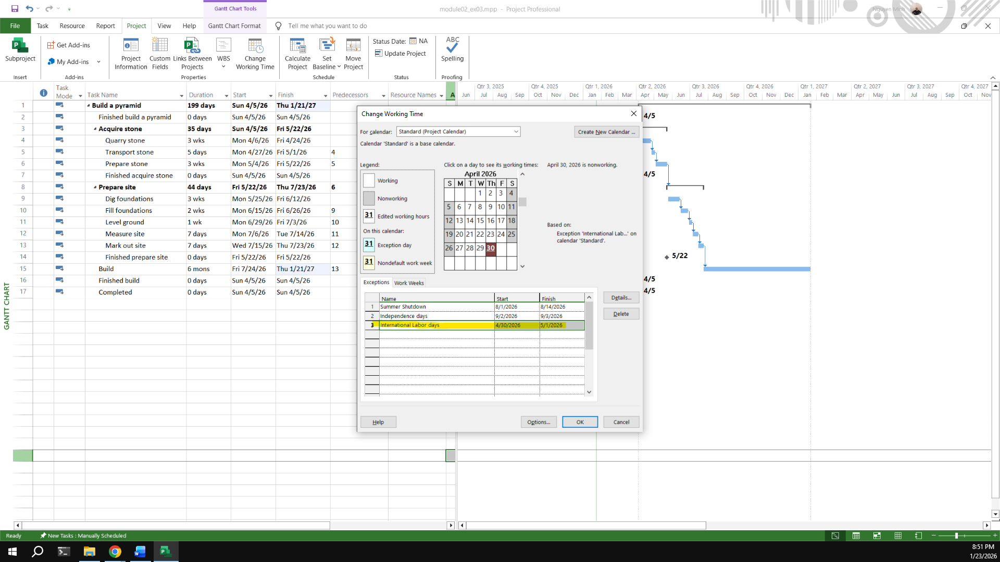 Gantt Chart Tools
module02_ex03.mpp - Project Professional
Nguyen Minh
File Task Resource Report Project View Help Gantt Chart Format Tell me what you want to do
Subproject
Get Add-ins
My Add-ins
Project Information
Custom Fields
Links Between Projects
WBS
Change Working Time
Calculate Project
Set Baseline
Move Project
Status Date: NA
Update Project
ABC
Spelling
Insert Add-ins Properties Schedule Status Proofing
Task Mode Task Name Duration Start Finish Predecessors Resource Names A
Qtr 3, 2025 Qtr 4, 2025 Qtr 1, 2026 Qtr 2, 2026 Qtr 3, 2026 Qtr 4, 2026 Qtr 1, 2027 Qtr 2, 2027 Qtr 3, 2027 Qtr 4, 2027
Jun Jul Aug Sep Oct Nov Dec Jan Feb Mar Apr May Jun Jul Aug Sep Oct Nov Dec Jan Feb Mar Apr May Jun Jul Aug Sep Oct Nov
1 Build a pyramid 199 days Sun 4/5/26 Thu 1/21/27
2 Finished build a pyramid 0 days Sun 4/5/26 Sun 4/5/26
3 Acquire stone 35 days Sun 4/5/26 Fri 5/22/26
4 Quarry stone 3 wks Mon 4/6/26 Fri 4/24/26
5 Transport stone 5 days Mon 4/27/26 Fri 5/1/26 4
6 Prepare stone 3 wks Mon 5/4/26 Fri 5/22/26 5
7 Finished acquire stone 0 days Sun 4/5/26 Sun 4/5/26
8 Prepare site 44 days Fri 5/22/26 Thu 7/23/26 6
9 Dig foundations 3 wks Mon 5/25/26 Fri 6/12/26
10 Fill foundations 2 wks Mon 6/15/26 Fri 6/26/26 9
11 Level ground 1 wk Mon 6/29/26 Fri 7/3/26 10
12 Measure site 7 days Mon 7/6/26 Tue 7/14/26 11
13 Mark out site 7 days Wed 7/15/26 Thu 7/23/26 12
14 Finished prepare site 0 days Fri 5/22/26 Fri 5/22/26
15 Build 6 mons Fri 7/24/26 Thu 1/21/27 13
16 Finished build 0 days Sun 4/5/26 Sun 4/5/26
17 Completed 0 days Sun 4/5/26 Sun 4/5/26
GANTT CHART
4/5
4/5
5/22
4/5
4/5
Change Working Time
For calendar: Standard (Project Calendar) Create New Calendar ...
Calendar 'Standard' is a base calendar.
Legend:
Working
Nonworking
31 Edited working hours
On this calendar:
31 Exception day
31 Nondefault work week
Click on a day to see its working times:
April 2026
S M T W Th F S
1 2 3 4
5 6 7 8 9 10 11
12 13 14 15 16 17 18
19 20 21 22 23 24 25
26 27 28 29 30
April 30, 2026 is nonworking.
Based on:
Exception 'International Lab...' on
calendar 'Standard'.
Exceptions Work Weeks
Name Start Finish
1 Summer Shutdown 8/1/2026 8/14/2026
2 Independence days 9/2/2026 9/3/2026
3 International Labor days 4/30/2026 5/1/2026
Details...
Delete
Help Options... OK Cancel
Ready New Tasks : Manually Scheduled
8:51 PM
1/23/2026